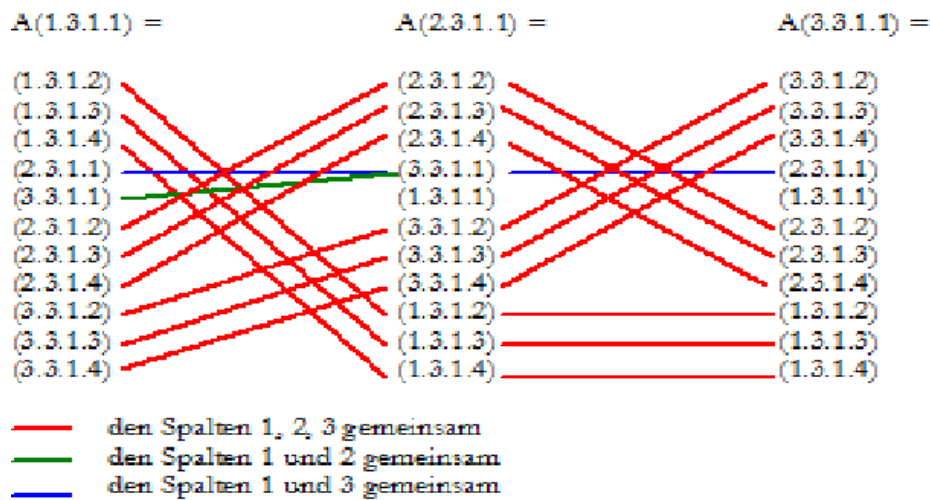 A(1.3.1.1) = A(2.3.1.1) = A(3.3.1.1) =
(1.3.1.2) (2.3.1.2) (3.3.1.2)
(1.3.1.3) (2.3.1.3) (3.3.1.3)
(1.3.1.4) (2.3.1.4) (3.3.1.4)
(2.3.1.1) (3.3.1.1) (2.3.1.1)
(3.3.1.1) (1.3.1.1) (1.3.1.1)
(2.3.1.2) (3.3.1.2) (2.3.1.2)
(2.3.1.3) (3.3.1.3) (2.3.1.3)
(2.3.1.4) (3.3.1.4) (2.3.1.4)
(3.3.1.2) (1.3.1.2) (1.3.1.2)
(3.3.1.3) (1.3.1.3) (1.3.1.3)
(3.3.1.4) (1.3.1.4) (1.3.1.4)
den Spalten 1, 2, 3 gemeinsam
den Spalten 1 und 2 gemeinsam
den Spalten 1 und 3 gemeinsam